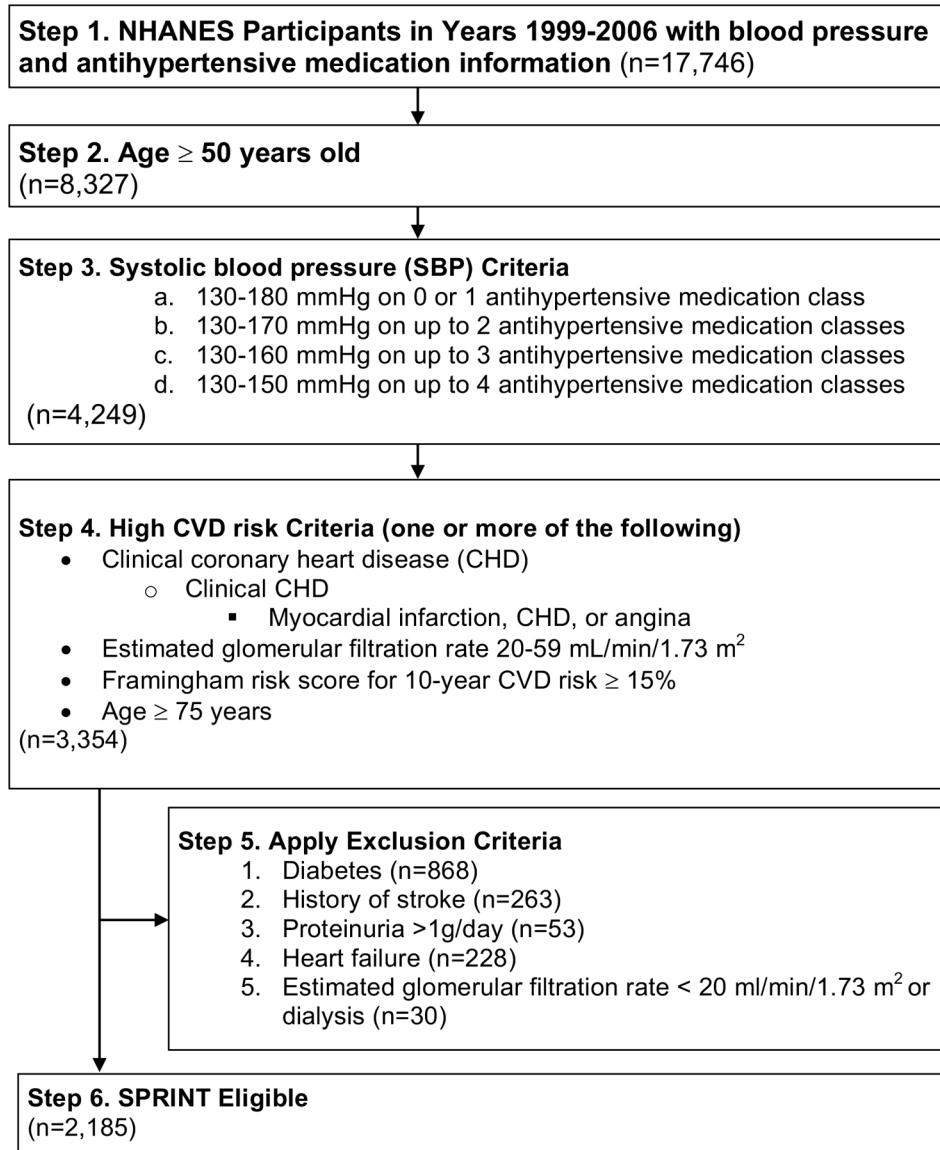 Step 1. NHANES Participants in Years 1999-2006 with blood pressure
and antihypertensive medication information (n=17,746)
Step 2. Age ≥ 50 years old
(n=8,327)
Step 3. Systolic blood pressure (SBP) Criteria
a. 130-180 mmHg on 0 or 1 antihypertensive medication class
b. 130-170 mmHg on up to 2 antihypertensive medication classes
c. 130-160 mmHg on up to 3 antihypertensive medication classes
d. 130-150 mmHg on up to 4 antihypertensive medication classes
(n=4,249)
Step 4. High CVD risk Criteria (one or more of the following)
• Clinical coronary heart disease (CHD)
o Clinical CHD
▪ Myocardial infarction, CHD, or angina
• Estimated glomerular filtration rate 20-59 mL/min/1.73 m²
• Framingham risk score for 10-year CVD risk ≥ 15%
• Age ≥ 75 years
(n=3,354)
Step 5. Apply Exclusion Criteria
1. Diabetes (n=868)
2. History of stroke (n=263)
3. Proteinuria >1g/day (n=53)
4. Heart failure (n=228)
5. Estimated glomerular filtration rate < 20 ml/min/1.73 m² or
dialysis (n=30)
Step 6. SPRINT Eligible
(n=2,185)